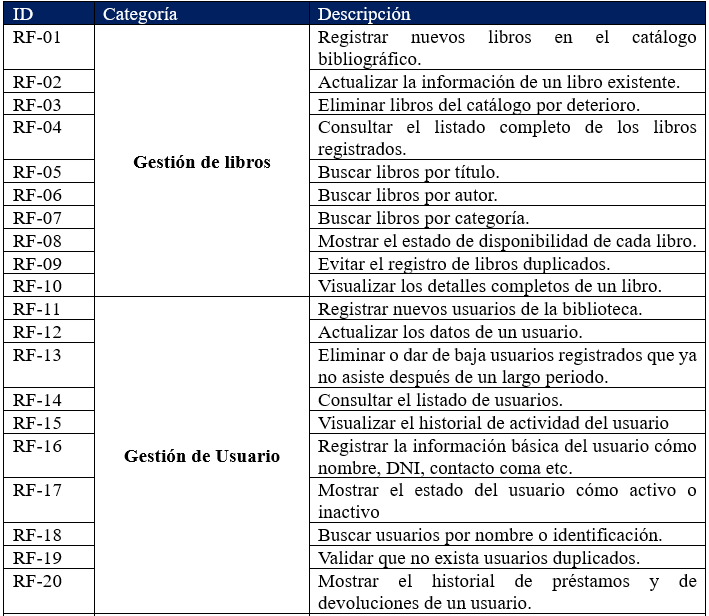 ID Categoría Descripción
RF-01 Registrar nuevos libros en el catálogo
bibliográfico.
RF-02 Actualizar la información de un libro existente.
RF-03 Eliminar libros del catálogo por deterioro.
RF-04 Consultar el listado completo de los libros
registrados.
Gestión de libros
RF-05 Buscar libros por título.
RF-06 Buscar libros por autor.
RF-07 Buscar libros por categoría.
RF-08 Mostrar el estado de disponibilidad de cada libro.
RF-09 Evitar el registro de libros duplicados.
RF-10 Visualizar los detalles completos de un libro.
RF-11 Registrar nuevos usuarios de la biblioteca.
RF-12 Actualizar los datos de un usuario.
RF-13 Eliminar o dar de baja usuarios registrados que ya
no asiste después de un largo periodo.
RF-14 Consultar el listado de usuarios.
RF-15 Visualizar el historial de actividad del usuario
RF-16 Registrar la información básica del usuario cómo
Gestión de Usuario
nombre, DNI, contacto coma etc.
RF-17 Mostrar el estado del usuario cómo activo o
inactivo
RF-18 Buscar usuarios por nombre o identificación.
RF-19 Validar que no exista usuarios duplicados.
RF-20 Mostrar el historial de préstamos y de
devoluciones de un usuario.